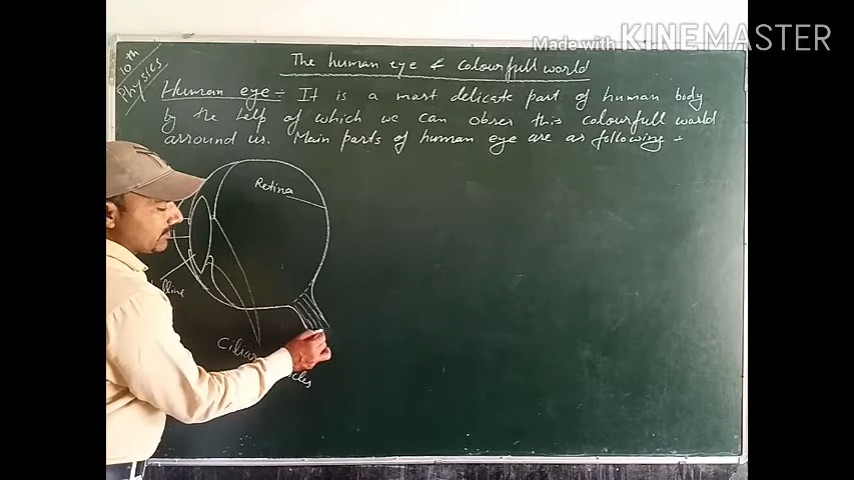 Made with KINEMASTER
10th
Physics
The human eye & colourfull world
Human eye :- It is a most delicate part of human body
by the help of which we can obser this colourfull world
arround us. Main parts of human eye are as following :-
Retina
Ciliar